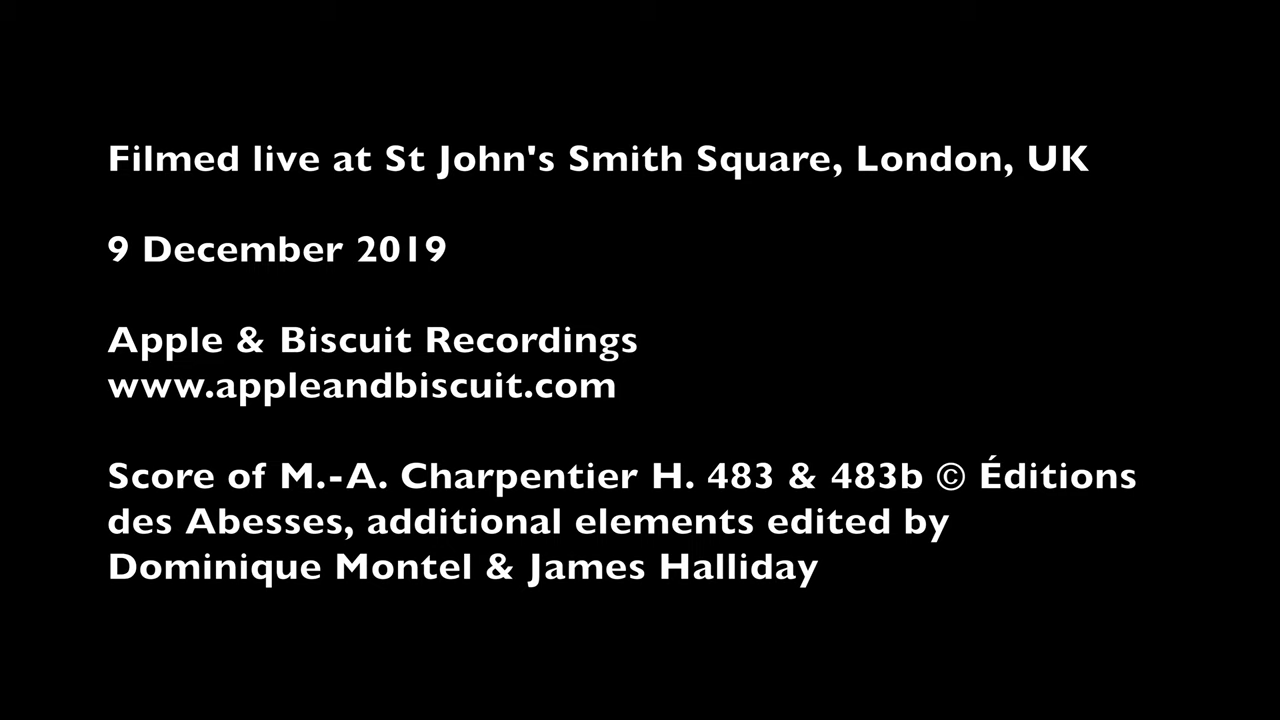 Filmed live at St John's Smith Square, London, UK
9 December 2019
Apple & Biscuit Recordings
www.appleandbiscuit.com
Score of M.-A. Charpentier H. 483 & 483b © Éditions
des Abesses, additional elements edited by
Dominique Montel & James Halliday